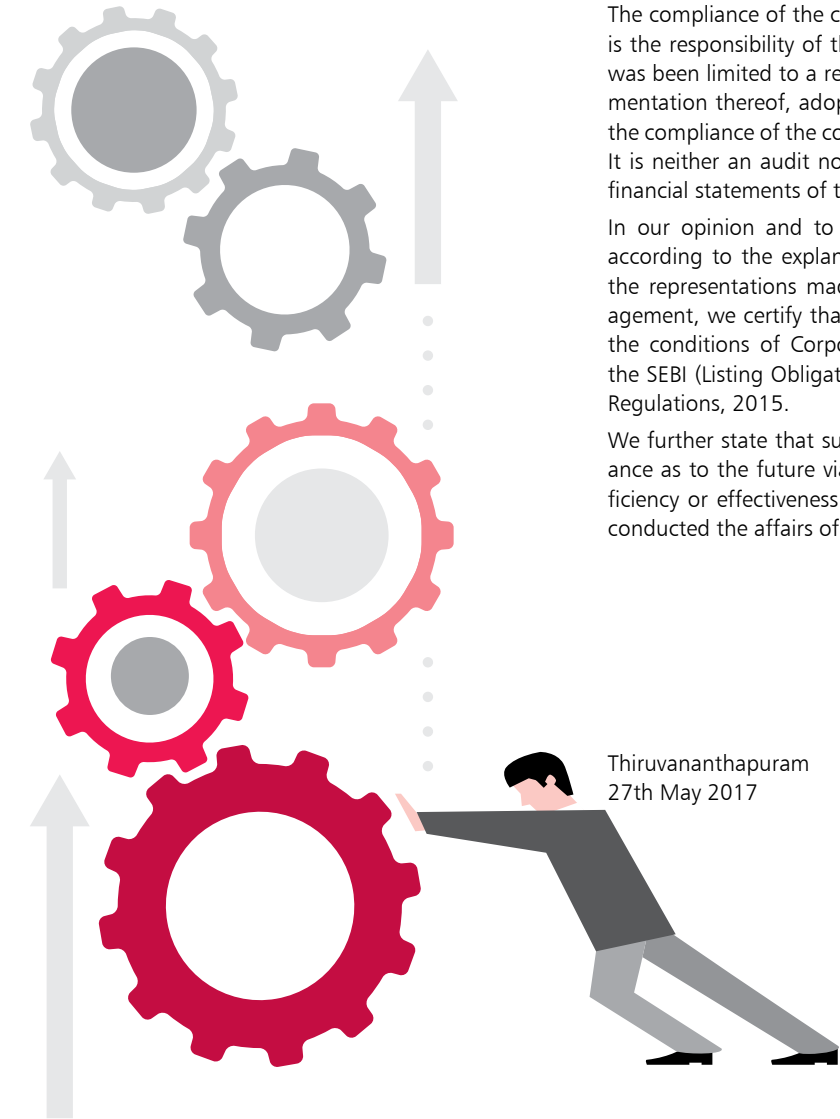 The compliance of the c
is the responsibility of t
was been limited to a re
mentation thereof, adop
the compliance of the co
It is neither an audit no
financial statements of t
In our opinion and to
according to the explan
the representations mad
agement, we certify tha
the conditions of Corpo
the SEBI (Listing Obligat
Regulations, 2015.
We further state that su
ance as to the future via
ficiency or effectiveness
conducted the affairs of
Thiruvananthapuram
27th May 2017